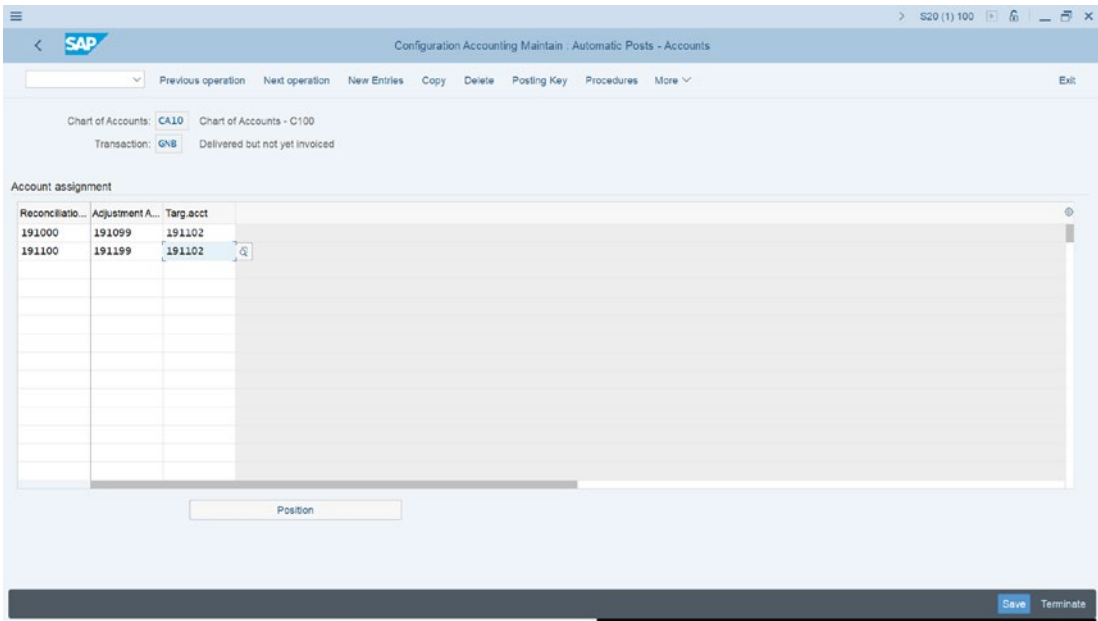 S20 (1) 100
SAP
Configuration Accounting Maintain : Automatic Posts - Accounts
Previous operation Next operation New Entries Copy Delete Posting Key Procedures More Exit
Chart of Accounts: CA10 Chart of Accounts - C100
Transaction: GNB Delivered but not yet invoiced
Account assignment
Reconciliatio... Adjustment A... Targ.acct
191000 191099 191102
191100 191199 191102
Position
Save Terminate